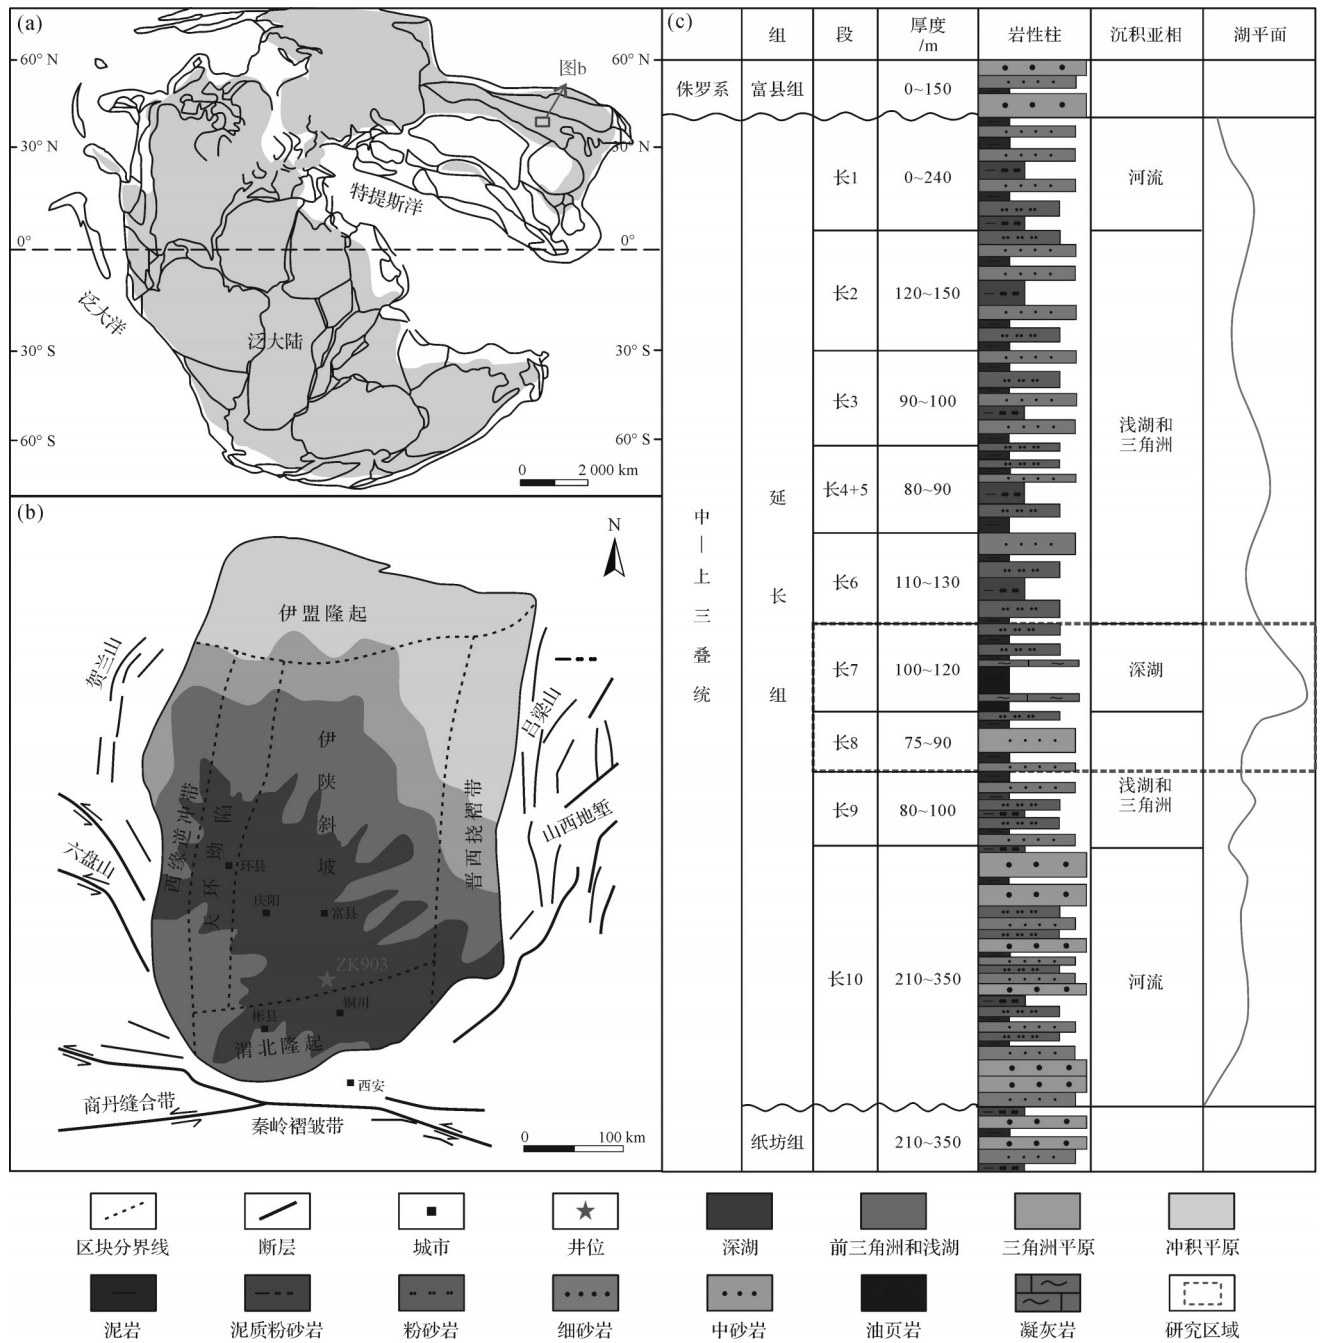 (a)
60° N
30° N
0°
30° S
60° S
图b
特提斯洋
泛大洋
泛大陆
60° N
30° N
0°
30° S
60° S
0 2 000 km
(b)
N
伊盟隆起
贺兰山
吕梁山
伊陕斜坡
西缘逆冲带
天环坳陷
晋西挠褶带
山西地堑
六盘山
环县
庆阳
富县
ZK903
铜川
彬县
渭北隆起
西安
商丹缝合带
秦岭褶皱带
0 100 km
(c)
组 段 厚度/m 岩性柱 沉积亚相 湖平面
侏罗系 富县组 0~150
中—上三叠统
延长组
长1 0~240 河流
长2 120~150
长3 90~100
浅湖和三角洲
长4+5 80~90
长6 110~130
长7 100~120 深湖
长8 75~90
浅湖和三角洲
长9 80~100
长10 210~350 河流
纸坊组 210~350
区块分界线 断层 城市 井位 深湖 前三角洲和浅湖 三角洲平原 冲积平原
泥岩 泥质粉砂岩 粉砂岩 细砂岩 中砂岩 油页岩 凝灰岩 研究区域